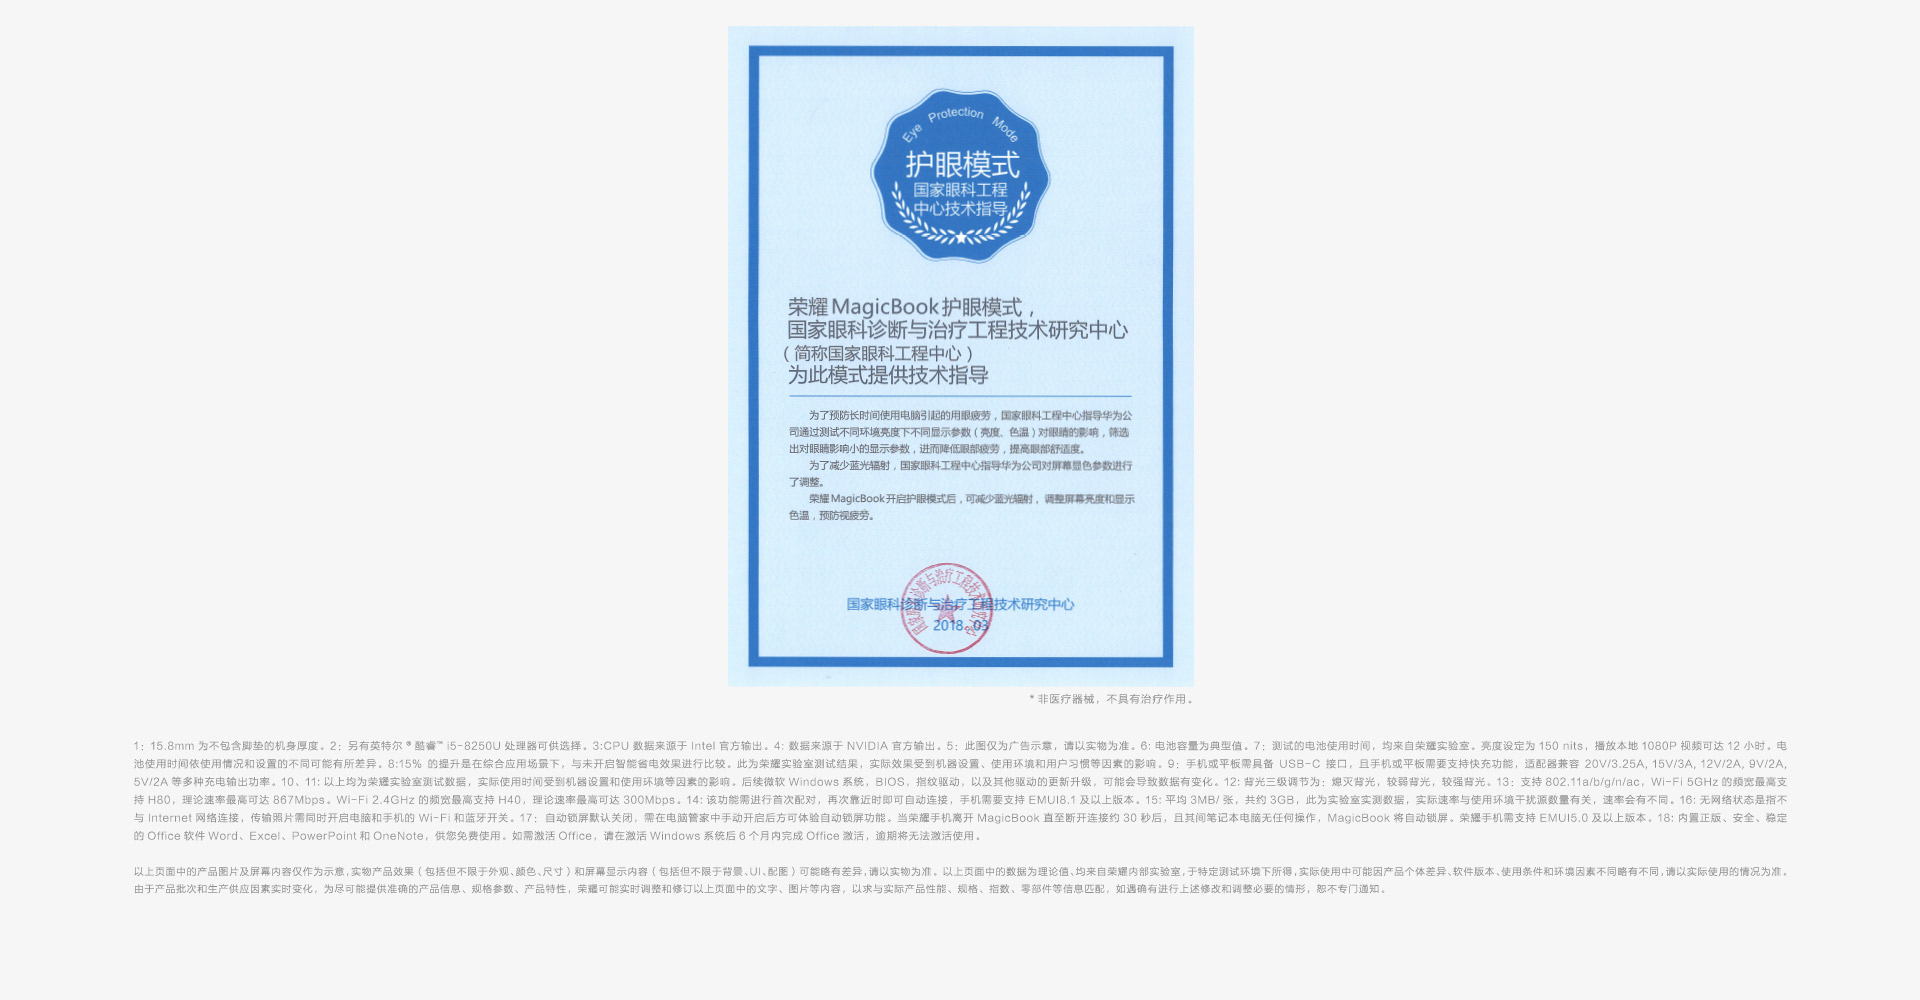 Eye Protection Mode
护眼模式
国家眼科工程
中心技术指导
荣耀MagicBook护眼模式，
国家眼科诊断与治疗工程技术研究中心
（简称国家眼科工程中心）
为此模式提供技术指导
为了预防长时间使用电脑引起的用眼疲劳，国家眼科工程中心指导华为公
司通过测试不同环境亮度下不同显示参数（亮度、色温）对眼睛的影响，筛选
出对眼睛影响小的显示参数，进而降低眼部疲劳，提高眼部舒适度。
为了减少蓝光辐射，国家眼科工程中心指导华为公司对屏幕显色参数进行
了调整。
荣耀MagicBook开启护眼模式后，可减少蓝光辐射，调整屏幕亮度和显示
色温，预防视疲劳。
国家眼科诊断与治疗工程技术研究中心
国家眼科诊断与治疗工程技术研究中心
2018.03
* 非医疗器械，不具有治疗作用。
1：15.8mm 为不包含脚垫的机身厚度。2：另有英特尔 ® 酷睿™ i5-8250U 处理器可供选择。3:CPU 数据来源于 Intel 官方输出。4: 数据来源于 NVIDIA 官方输出。5：此图仅为广告示意，请以实物为准。6: 电池容量为典型值。7：测试的电池使用时间，均来自荣耀实验室。亮度设定为 150 nits，播放本地 1080P 视频可达 12 小时。电
池使用时间依使用情况和设置的不同可能有所差异。8:15% 的提升是在综合应用场景下，与未开启智能省电效果进行比较。此为荣耀实验室测试结果，实际效果受到机器设置、使用环境和用户习惯等因素的影响。9：手机或平板需具备 USB-C 接口，且手机或平板需要支持快充功能，适配器兼容 20V/3.25A, 15V/3A, 12V/2A, 9V/2A,
5V/2A 等多种充电输出功率。10、11: 以上均为荣耀实验室测试数据，实际使用时间受到机器设置和使用环境等因素的影响。后续微软 Windows 系统，BIOS，指纹驱动，以及其他驱动的更新升级，可能会导致数据有变化。12: 背光三级调节为：熄灭背光，较弱背光，较强背光。13：支持 802.11a/b/g/n/ac，Wi-Fi 5GHz 的频宽最高支
持 H80，理论速率最高可达 867Mbps。Wi-Fi 2.4GHz 的频宽最高支持 H40，理论速率最高可达 300Mbps。14: 该功能需进行首次配对，再次靠近时即可自动连接，手机需要支持 EMUI8.1 及以上版本。15: 平均 3MB/ 张，共约 3GB，此为实验室实测数据，实际速率与使用环境干扰源数量有关，速率会有不同。16: 无网络状态是指不
与 Internet 网络连接，传输照片需同时开启电脑和手机的 Wi-Fi 和蓝牙开关。17：自动锁屏默认关闭，需在电脑管家中手动开启后方可体验自动锁屏功能。当荣耀手机离开 MagicBook 直至断开连接约 30 秒后，且其间笔记本电脑无任何操作，MagicBook 将自动锁屏。荣耀手机需支持 EMUI5.0 及以上版本。18: 内置正版、安全、稳定
的 Office 软件 Word、Excel、PowerPoint 和 OneNote，供您免费使用。如需激活 Office，请在激活 Windows 系统后 6 个月内完成 Office 激活，逾期将无法激活使用。
以上页面中的产品图片及屏幕内容仅作为示意，实物产品效果（包括但不限于外观、颜色、尺寸）和屏幕显示内容（包括但不限于背景、UI、配图）可能略有差异，请以实物为准。以上页面中的数据为理论值、均来自荣耀内部实验室，于特定测试环境下所得，实际使用中可能因产品个体差异、软件版本、使用条件和环境因素不同略有不同，请以实际使用的情况为准。
由于产品批次和生产供应因素实时变化，为尽可能提供准确的产品信息、规格参数、产品特性，荣耀可能实时调整和修订以上页面中的文字、图片等内容，以求与实际产品性能、规格、指数、零部件等信息匹配，如遇确有进行上述修改和调整必要的情形，恕不专门通知。